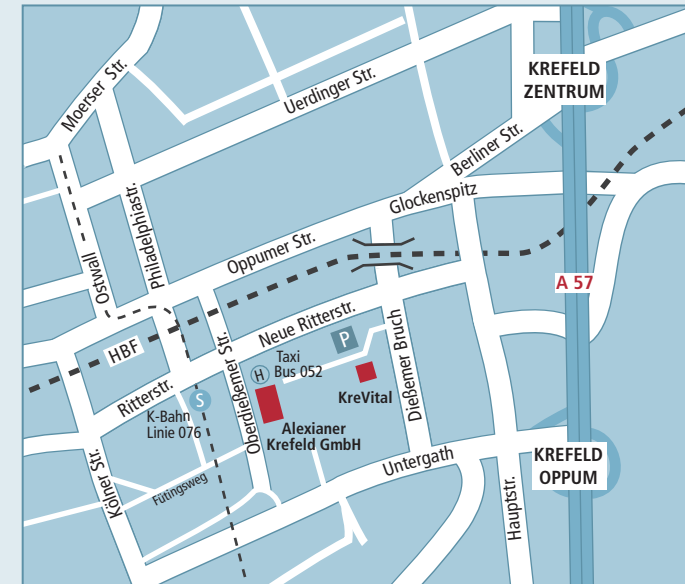 Moerser Str.
Uerdinger Str.
KREFELD
ZENTRUM
Berliner Str.
Glockenspitz
Philadelphiastr.
Ostwall
Oppumer Str.
A 57
HBF
Neue Ritterstr.
P
Taxi
Bus 052
H
Ritterstr.
S
K-Bahn
Linie 076
Oberdießemer Str.
KreVital
Dießemer Bruch
Alexianer
Krefeld GmbH
Kölner Str.
Fütingsweg
Untergath
Hauptstr.
KREFELD
OPPUM